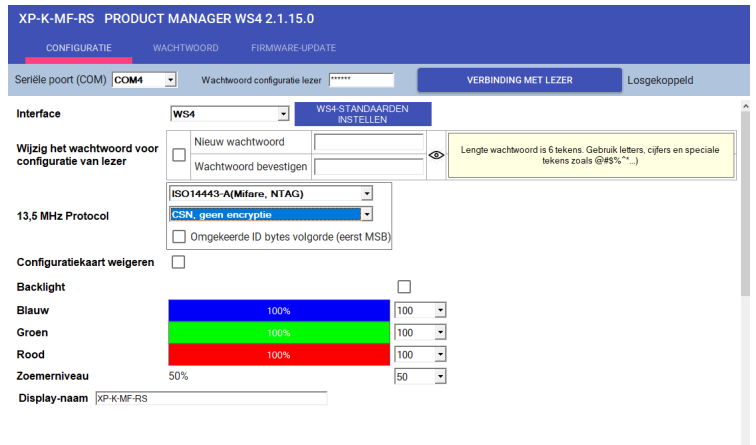 XP-K-MF-RS PRODUCT MANAGER WS4 2.1.15.0
CONFIGURATIE WACHTWOORD FIRMWARE-UPDATE
Seriële poort (COM) COM4 Wachtwoord configuratie lezer ****** VERBINDING MET LEZER Losgekoppeld
Interface WS4 WS4-STANDAARDEN
INSTELLEN
Wijzig het wachtwoord voor
configuratie van lezer
Nieuw wachtwoord
Wachtwoord bevestigen
Lengte wachtwoord is 6 tekens. Gebruik letters, cijfers en speciale
tekens zoals @#$%^*...)
13,5 MHz Protocol
ISO14443-A(Mifare, NTAG)
CSN, geen encryptie
Omgekeerde ID bytes volgorde (eerst MSB)
Configuratiekaart weigeren
Backlight
Blauw 100% 100
Groen 100% 100
Rood 100% 100
Zoemerniveau 50% 50
Display-naam XP-K-MF-RS